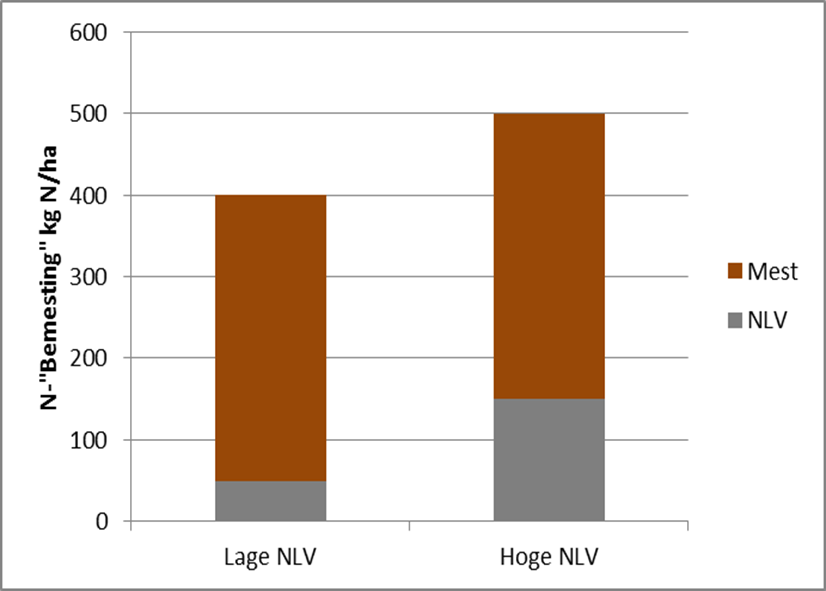 N-"Bemesting" kg N/ha
600
500
400
300
200
100
0
Lage NLV
Hoge NLV
Mest
NLV